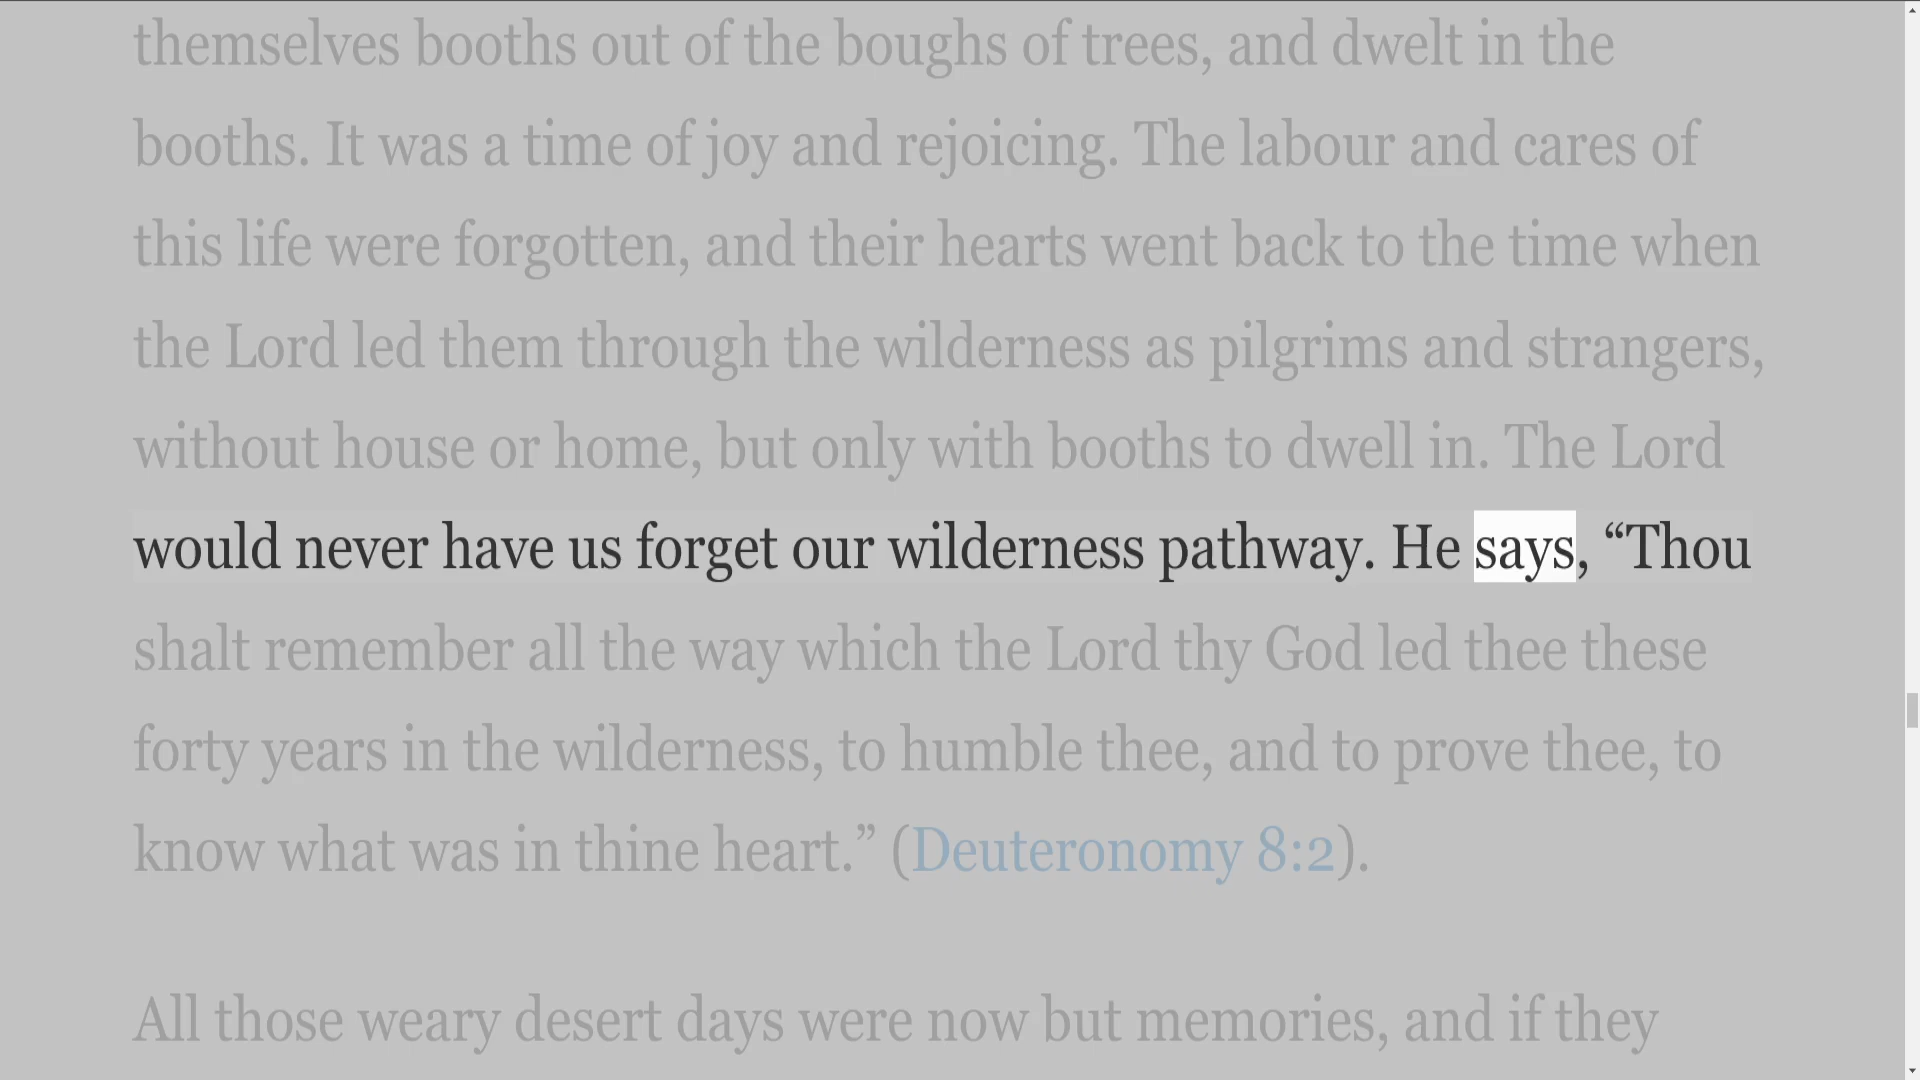 themselves booths out of the boughs of trees, and dwelt in the
booths. It was a time of joy and rejoicing. The labour and cares of
this life were forgotten, and their hearts went back to the time when
the Lord led them through the wilderness as pilgrims and strangers,
without house or home, but only with booths to dwell in. The Lord
would never have us forget our wilderness pathway. He says, “Thou
shalt remember all the way which the Lord thy God led thee these
forty years in the wilderness, to humble thee, and to prove thee, to
know what was in thine heart.” (Deuteronomy 8:2).
All those weary desert days were now but memories, and if they